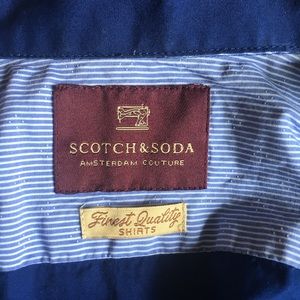 SCOTCH & SODA
AMSTERDAM COUTURE
Finest Quality
SHIRTS